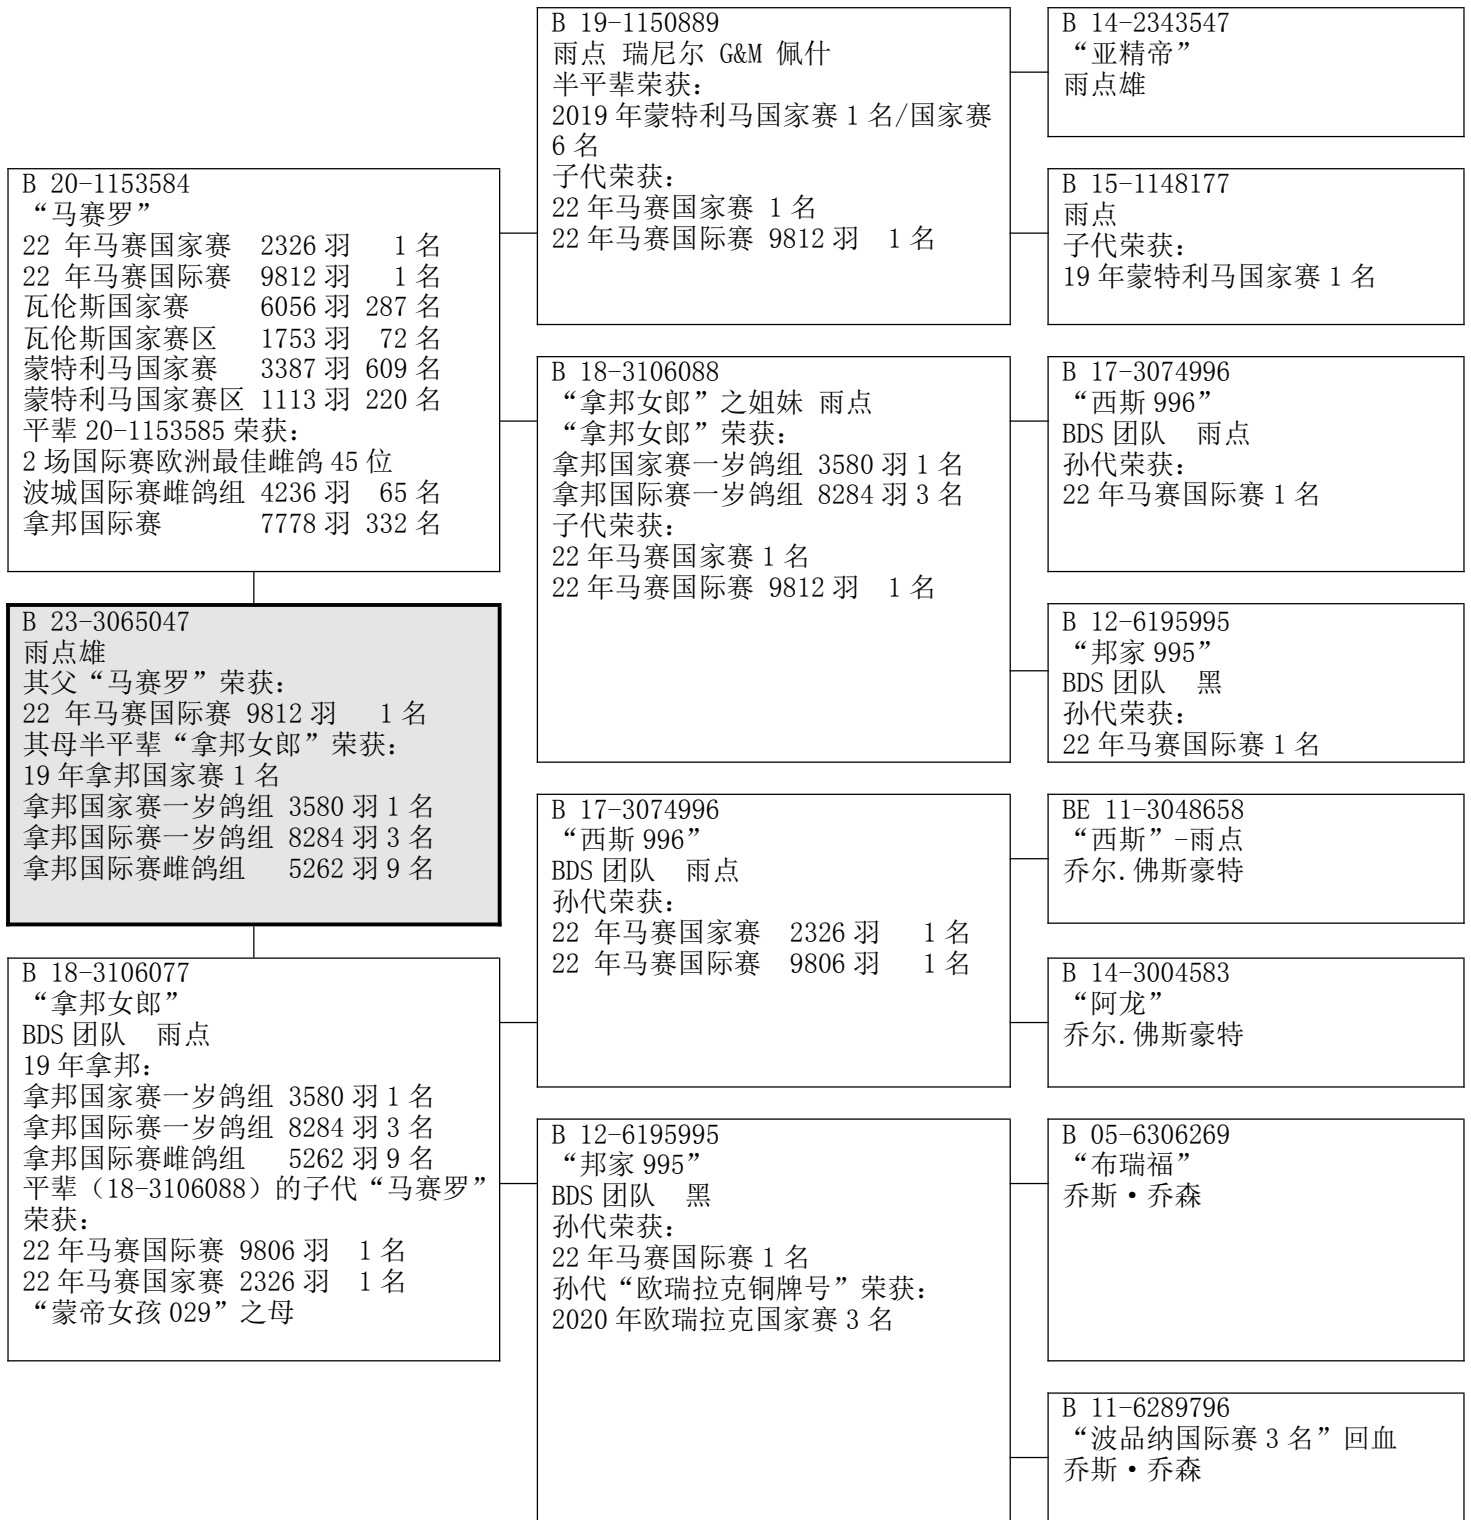 B 20-1153584
“马赛罗”
22 年马赛国家赛 2326 羽 1 名
22 年马赛国际赛 9812 羽 1 名
瓦伦斯国家赛 6056 羽 287 名
瓦伦斯国家赛区 1753 羽 72 名
蒙特利马国家赛 3387 羽 609 名
蒙特利马国家赛区 1113 羽 220 名
平辈 20-1153585 荣获：
2 场国际赛欧洲最佳雌鸽 45 位
波城国际赛雌鸽组 4236 羽 65 名
拿邦国际赛 7778 羽 332 名
B 23-3065047
雨点雄
其父“马赛罗”荣获：
22 年马赛国际赛 9812 羽 1 名
其母半平辈“拿邦女郎”荣获：
19 年拿邦国家赛 1 名
拿邦国家赛一岁鸽组 3580 羽 1 名
拿邦国际赛一岁鸽组 8284 羽 3 名
拿邦国际赛雌鸽组 5262 羽 9 名
B 18-3106077
“拿邦女郎”
BDS 团队 雨点
19 年拿邦：
拿邦国家赛一岁鸽组 3580 羽 1 名
拿邦国际赛一岁鸽组 8284 羽 3 名
拿邦国际赛雌鸽组 5262 羽 9 名
平辈（18-3106088）的子代“马赛罗”
荣获：
22 年马赛国际赛 9806 羽 1 名
22 年马赛国家赛 2326 羽 1 名
“蒙帝女孩 029”之母
B 19-1150889
雨点 瑞尼尔 G&M 佩什
半平辈荣获：
2019 年蒙特利马国家赛 1 名/国家赛
6 名
子代荣获：
22 年马赛国家赛 1 名
22 年马赛国际赛 9812 羽 1 名
B 18-3106088
“拿邦女郎”之姐妹 雨点
“拿邦女郎”荣获：
拿邦国家赛一岁鸽组 3580 羽 1 名
拿邦国际赛一岁鸽组 8284 羽 3 名
子代荣获：
22 年马赛国家赛 1 名
22 年马赛国际赛 9812 羽 1 名
B 17-3074996
“西斯 996”
BDS 团队 雨点
孙代荣获：
22 年马赛国家赛 2326 羽 1 名
22 年马赛国际赛 9806 羽 1 名
B 12-6195995
“邦家 995”
BDS 团队 黑
孙代荣获：
22 年马赛国际赛 1 名
孙代“欧瑞拉克铜牌号”荣获：
2020 年欧瑞拉克国家赛 3 名
B 14-2343547
“亚精帝”
雨点雄
B 15-1148177
雨点
子代荣获：
19 年蒙特利马国家赛 1 名
B 17-3074996
“西斯 996”
BDS 团队 雨点
孙代荣获：
22 年马赛国际赛 1 名
B 12-6195995
“邦家 995”
BDS 团队 黑
孙代荣获：
22 年马赛国际赛 1 名
BE 11-3048658
“西斯”-雨点
乔尔.佛斯豪特
B 14-3004583
“阿龙”
乔尔.佛斯豪特
B 05-6306269
“布瑞福”
乔斯·乔森
B 11-6289796
“波品纳国际赛 3 名”回血
乔斯·乔森